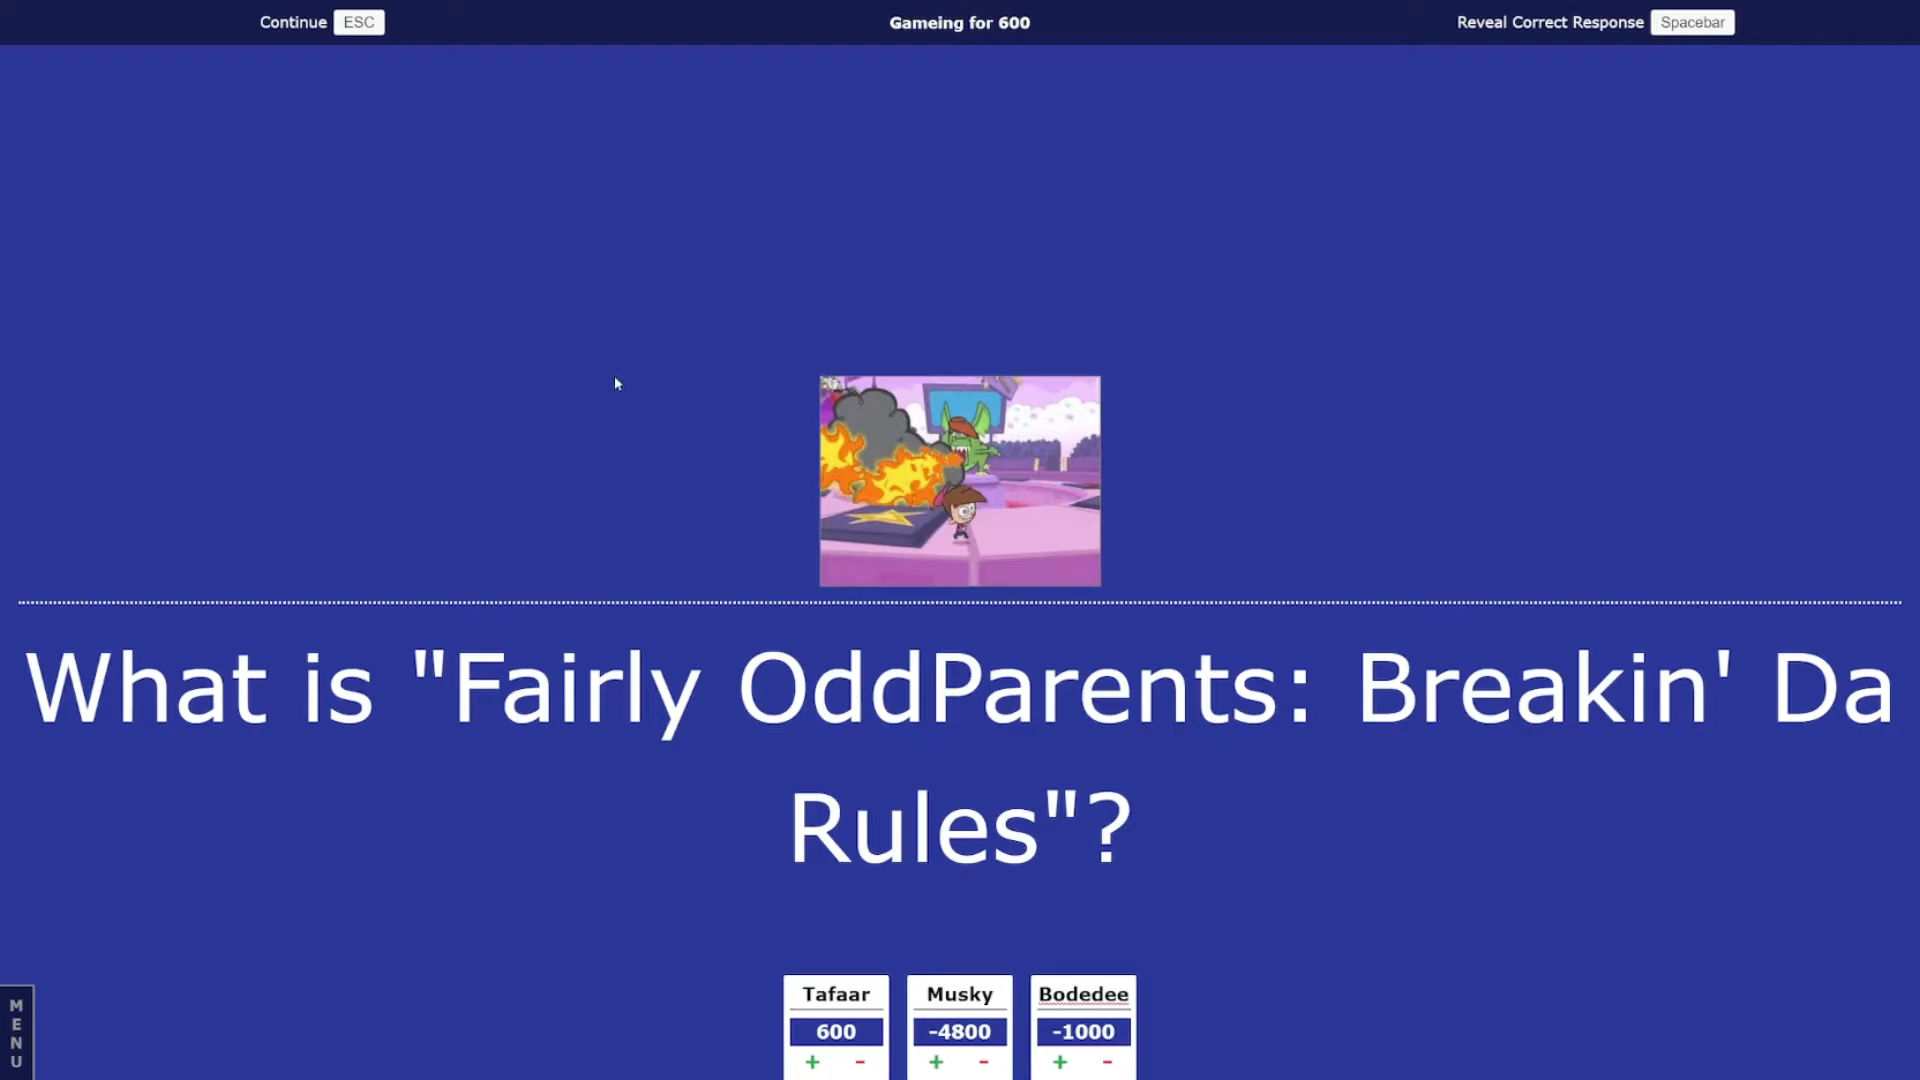 Continue ESC
Gameing for 600
Reveal Correct Response Spacebar
What is "Fairly OddParents: Breakin' Da
Rules"?
MENU
Tafaar Musky Bodedee
600 -4800 -1000
+ - + - + -